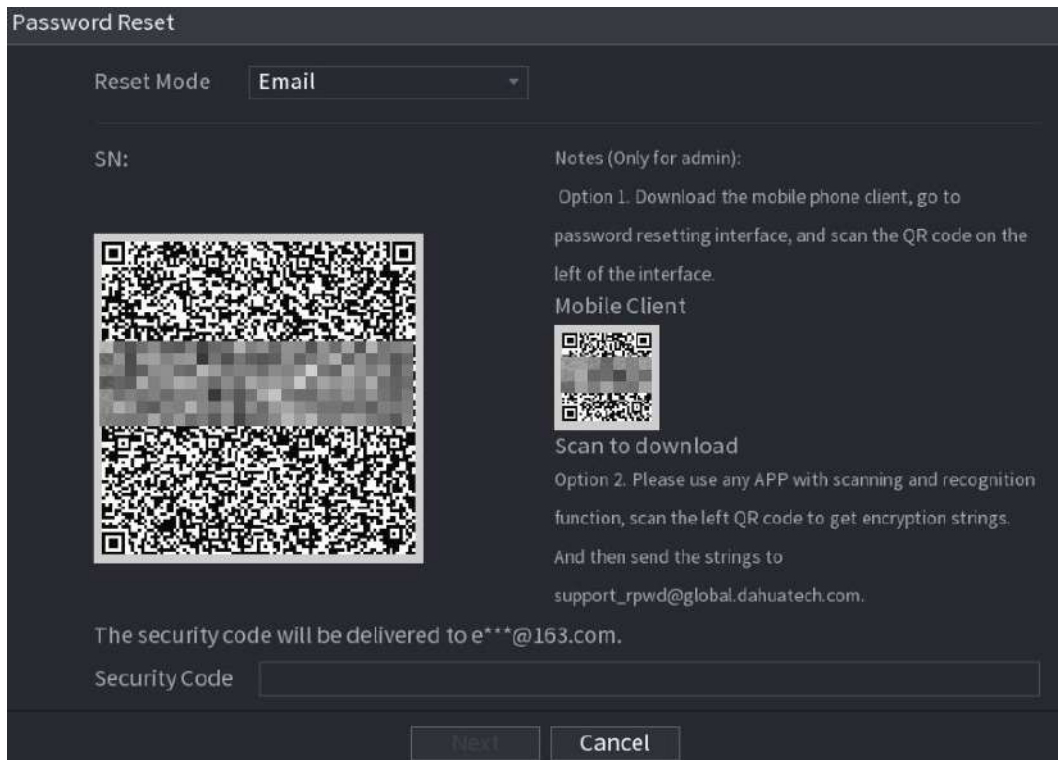 Password Reset
Reset Mode
Email
SN:
Notes (Only for admin):
Option 1. Download the mobile phone client, go to
password resetting interface, and scan the QR code on the
left of the interface.
Mobile Client
Scan to download
Option 2. Please use any APP with scanning and recognition
function, scan the left QR code to get encryption strings.
And then send the strings to
support_rpwd@global.dahuatech.com.
The security code will be delivered to e***@163.com.
Security Code
Next
Cancel